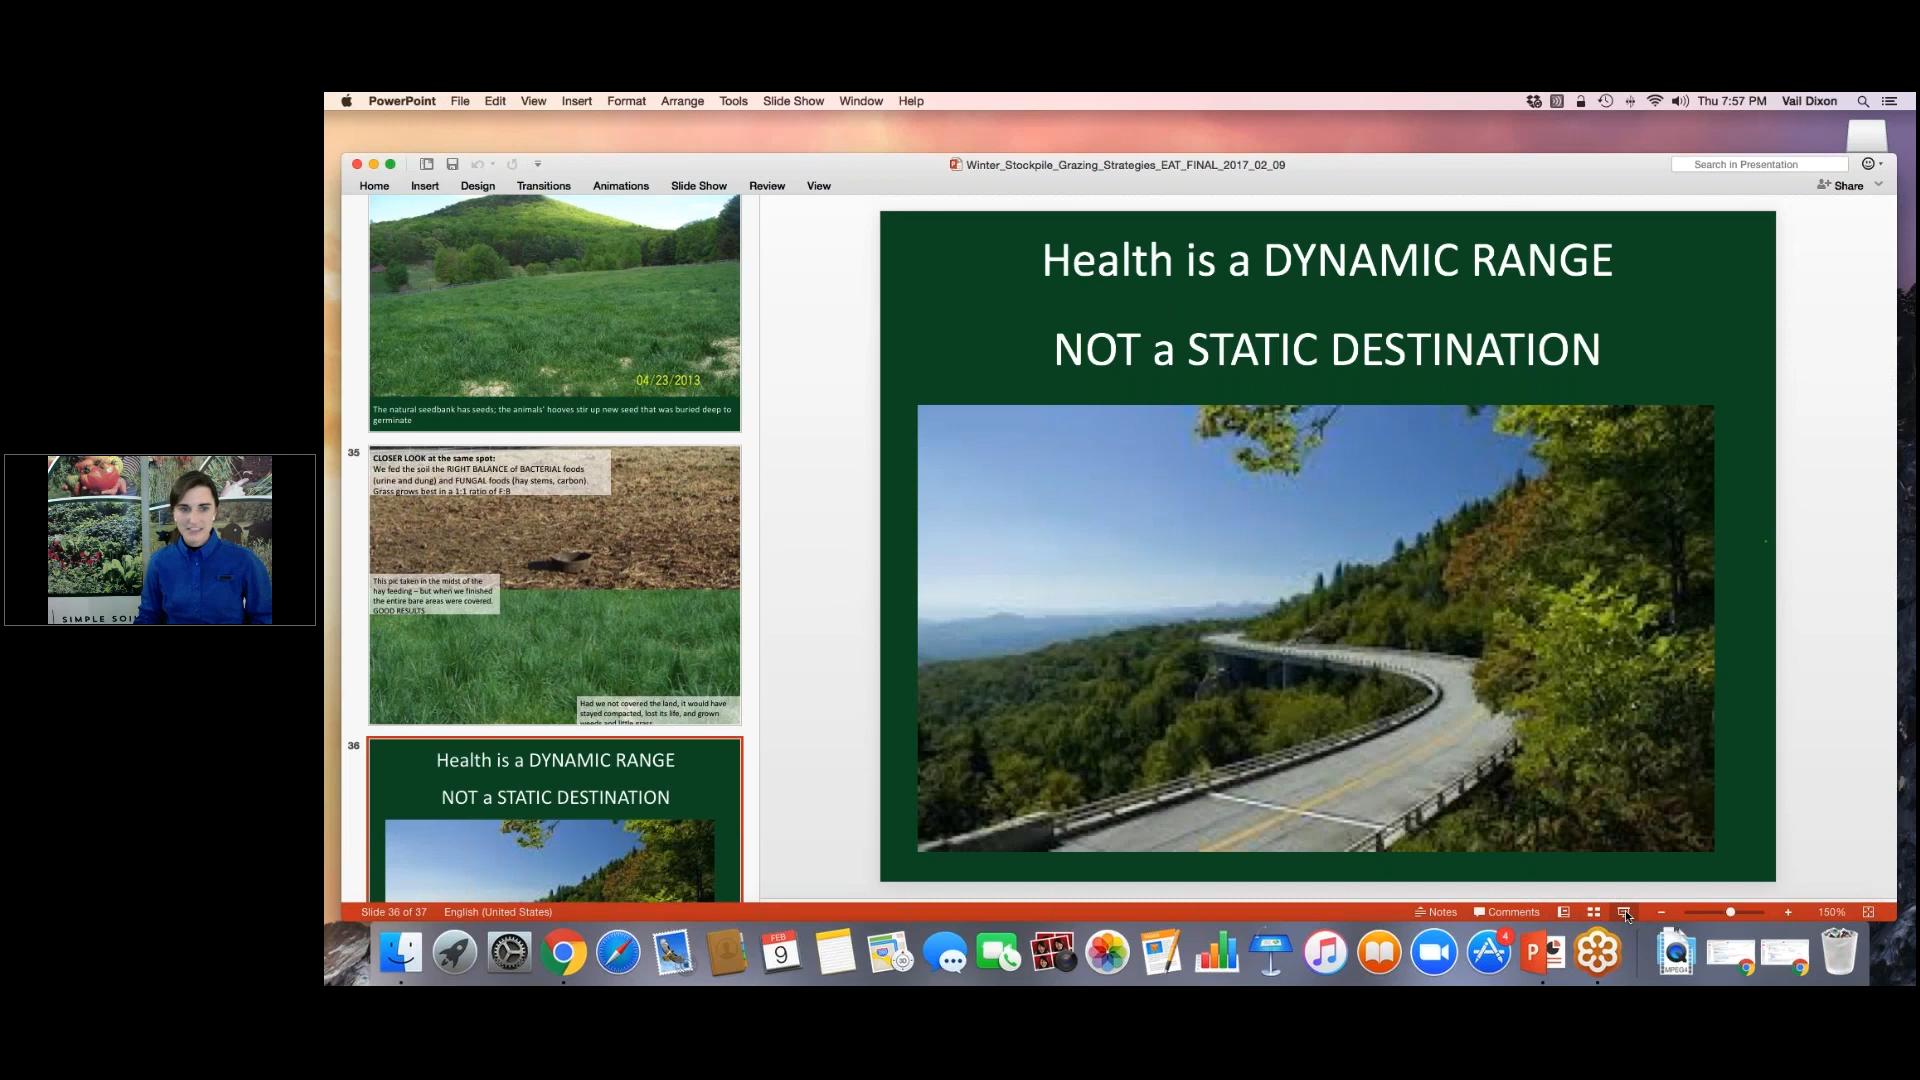 PowerPoint File Edit View Insert Format Arrange Tools Slide Show Window Help Thu 7:57 PM Vail Dixon
Winter_Stockpile_Grazing_Strategies_EAT_FINAL_2017_02_09
Search in Presentation
Home Insert Design Transitions Animations Slide Show Review View
Share
04/23/2013
The natural seedbank has seeds; the animals' hooves stir up new seed that was buried deep to
germinate
35
CLOSER LOOK at the same spot:
We fed the soil the RIGHT BALANCE of BACTERIAL foods
(urine and dung) and FUNGAL foods (hay stems, carbon).
Grass grows best in a 1:1 ratio of F:B
This pic taken in the midst of the
hay feeding – but when we finished
the entire bare areas were covered.
GOOD RESULTS
Had we not covered the land, it would have
stayed compacted, lost its life, and grown
weeds and little grass
36
Health is a DYNAMIC RANGE
NOT a STATIC DESTINATION
Health is a DYNAMIC RANGE
NOT a STATIC DESTINATION
SIMPLE SOI
Slide 36 of 37 English (United States) Notes Comments 150%
FEB
9
3D
4
P
MPEG4